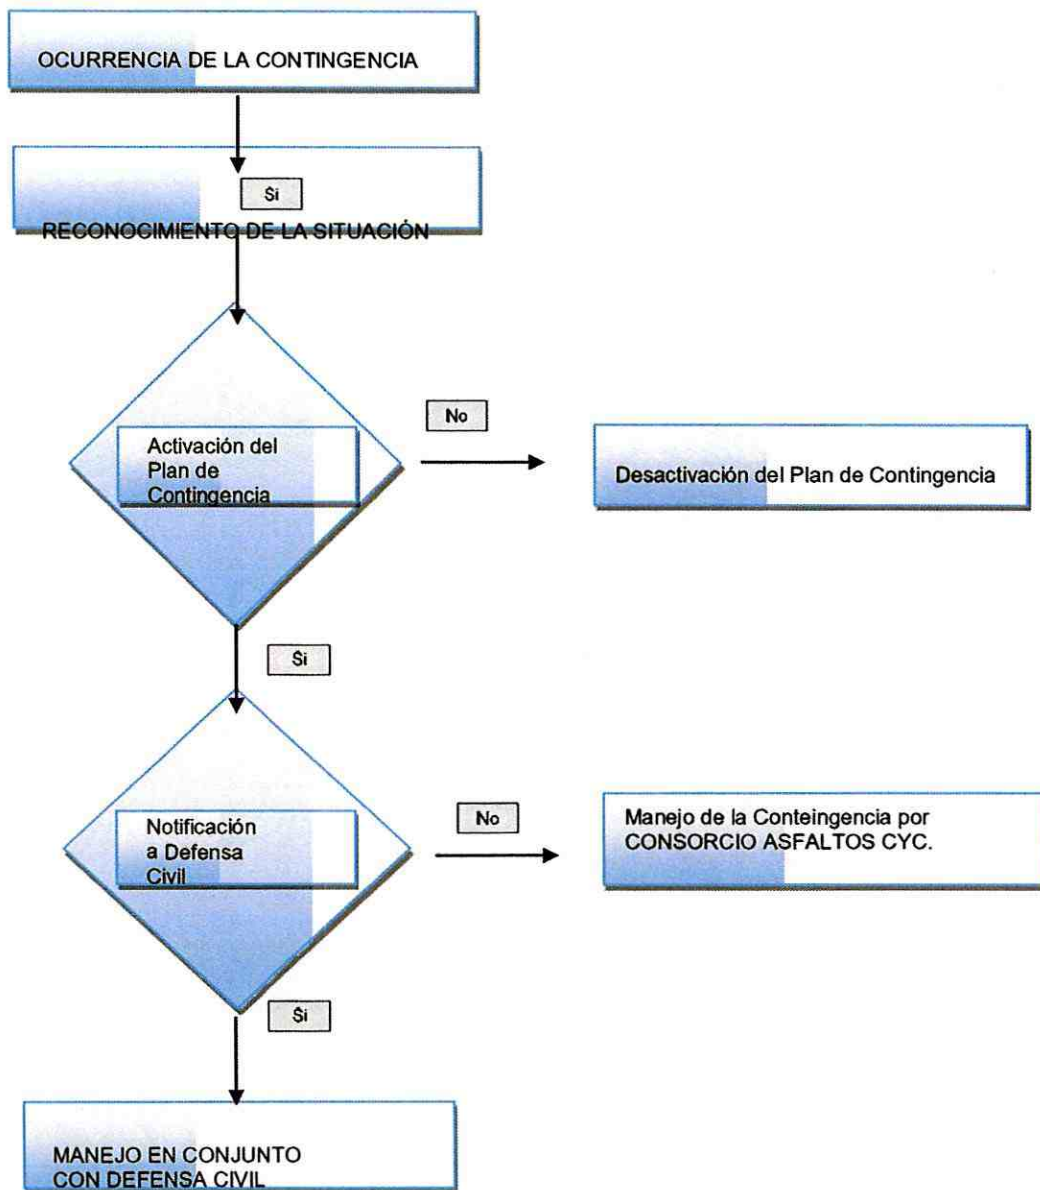 OCURRENCIA DE LA CONTINGENCIA
Si
RECONOCIMIENTO DE LA SITUACIÓN
No
Activación del
Plan de
Contingencia
Desactivación del Plan de Contingencia
Si
Notificación
a Defensa
Civil
No
Manejo de la Conteingencia por
CONSORCIO ASFALTOS CYC.
Si
MANEJO EN CONJUNTO
CON DEFENSA CIVIL